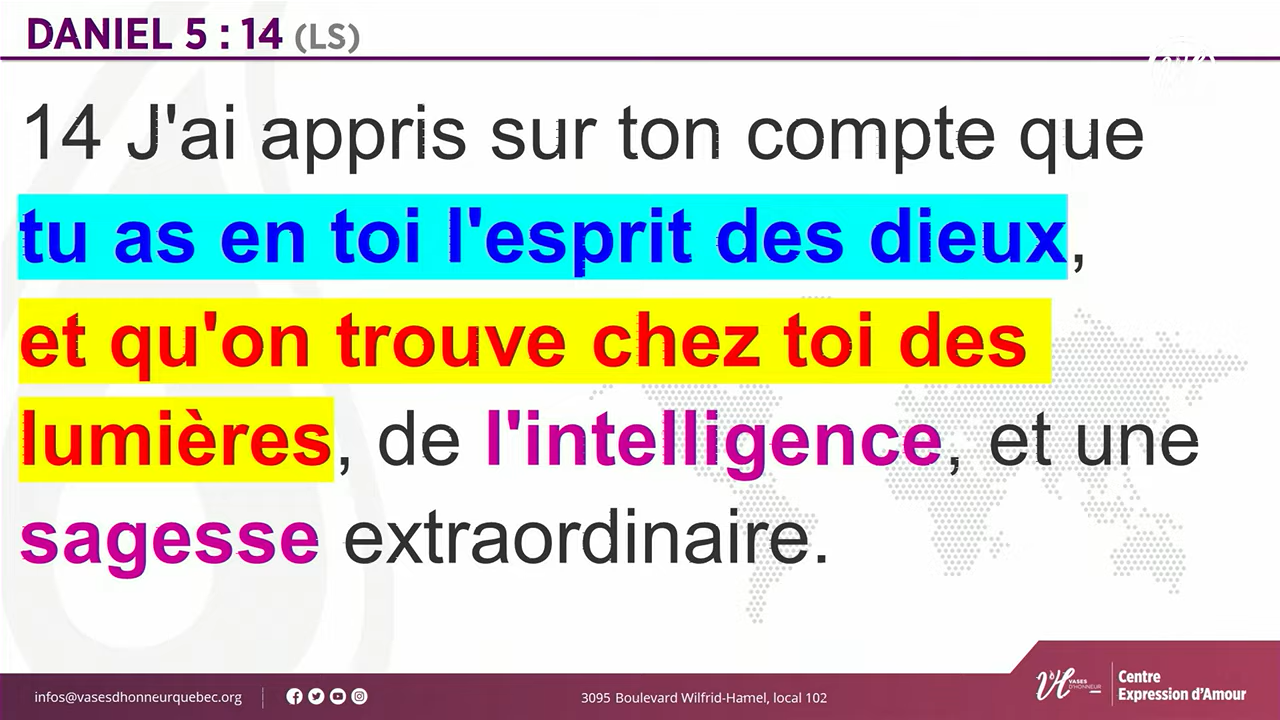 DANIEL 5 : 14 (LS)
14 J'ai appris sur ton compte que
tu as en toi l'esprit des dieux,
et qu'on trouve chez toi des
lumières, de l'intelligence, et une
sagesse extraordinaire.
infos@vasesdhonneurquebec.org
3095 Boulevard Wilfrid-Hamel, local 102
VASES
D'HONNEUR
Centre
Expression d'Amour